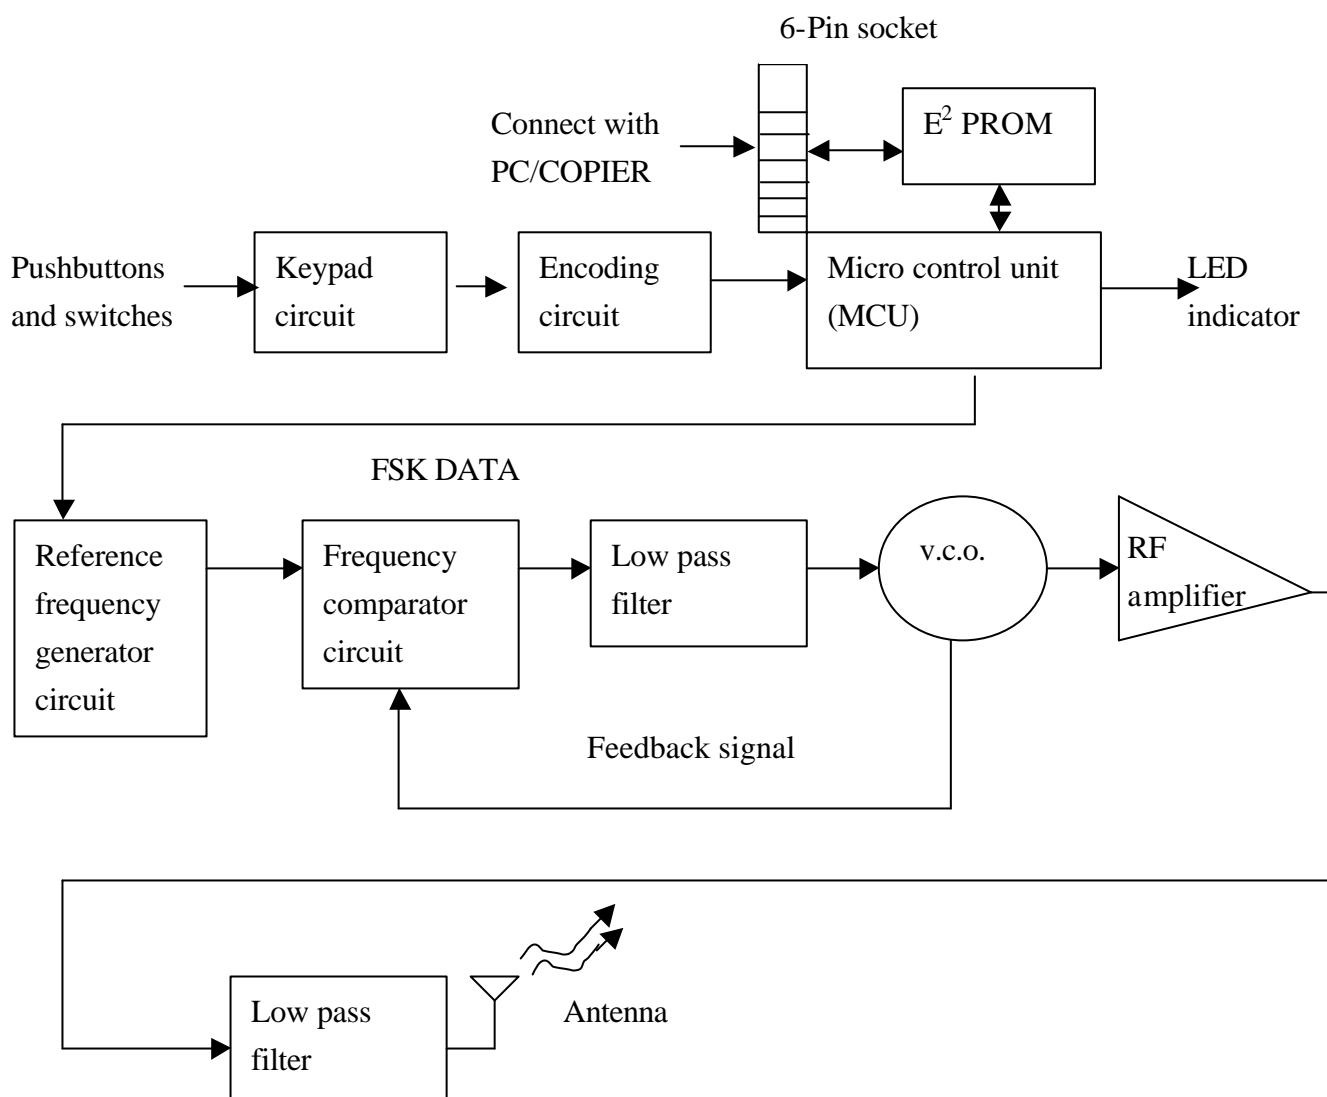 6-Pin socket
Connect with
PC/COPIER
E² PROM
Pushbuttons
and switches
Keypad
circuit
Encoding
circuit
Micro control unit
(MCU)
LED
indicator
FSK DATA
Reference
frequency
generator
circuit
Frequency
comparator
circuit
Low pass
filter
v.c.o.
RF
amplifier
Feedback signal
Low pass
filter
Antenna